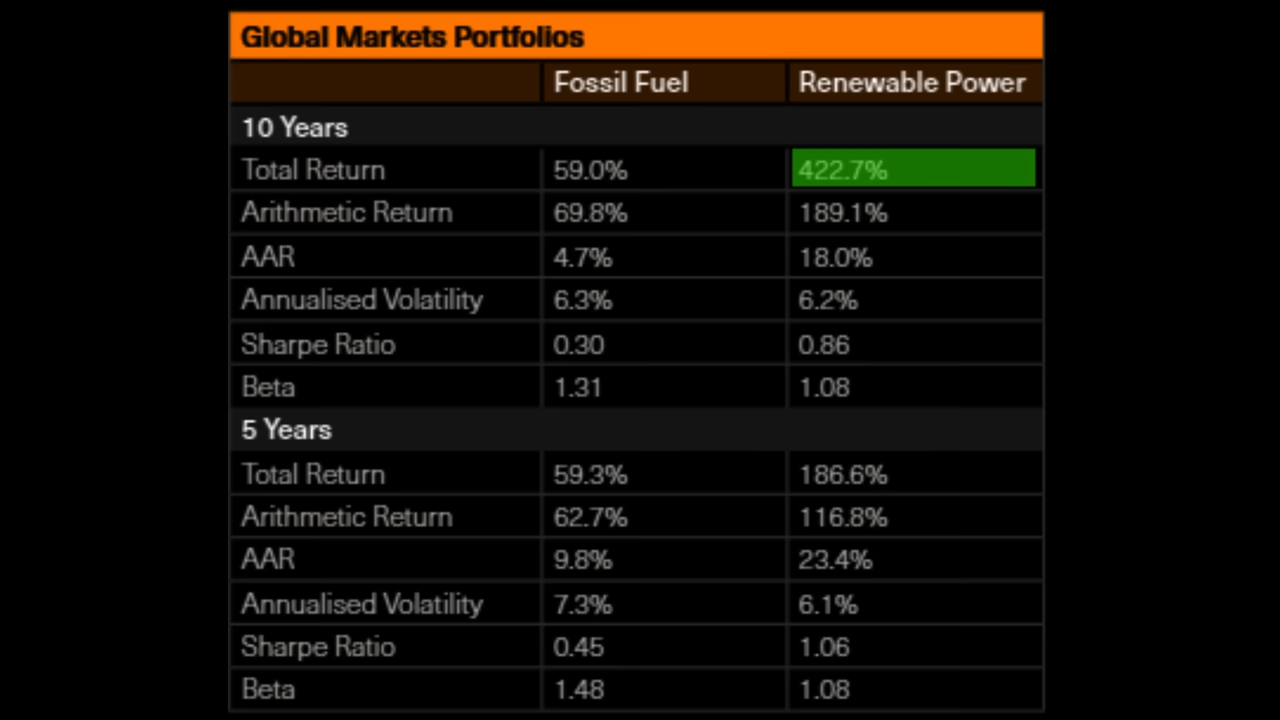 Global Markets Portfolios
Fossil Fuel Renewable Power
10 Years
Total Return 59.0% 422.7%
Arithmetic Return 69.8% 189.1%
AAR 4.7% 18.0%
Annualised Volatility 6.3% 6.2%
Sharpe Ratio 0.30 0.86
Beta 1.31 1.08
5 Years
Total Return 59.3% 186.6%
Arithmetic Return 62.7% 116.8%
AAR 9.8% 23.4%
Annualised Volatility 7.3% 6.1%
Sharpe Ratio 0.45 1.06
Beta 1.48 1.08